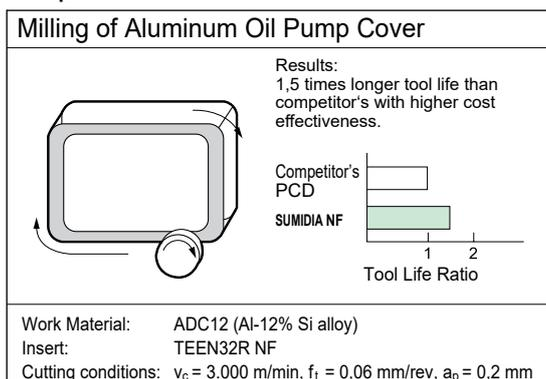 Milling of Aluminum Oil Pump Cover
Results:
1,5 times longer tool life than
competitor‘s with higher cost
effectiveness.
Competitor's
PCD
SUMIDIA NF
1 2
Tool Life Ratio
Work Material: ADC12 (Al-12% Si alloy)
Insert: TEEN32R NF
Cutting conditions: vc = 3.000 m/min, ft = 0,06 mm/rev, ap = 0,2 mm